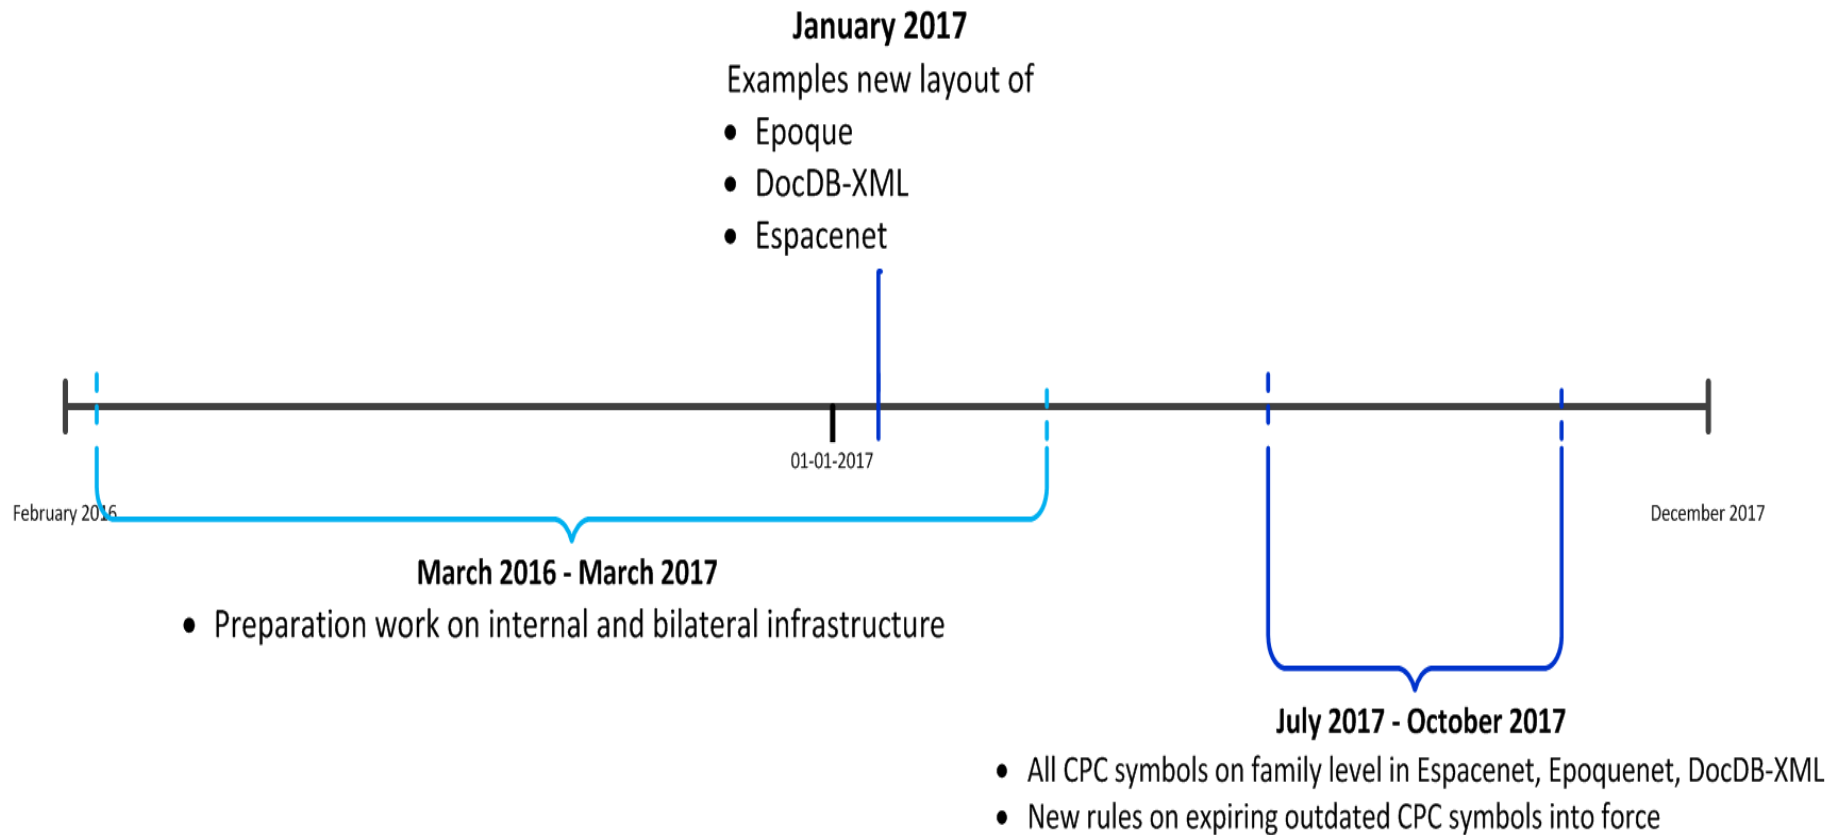 January 2017
Examples new layout of
• Epoque
• DocDB-XML
• Espacenet
01-01-2017
February 2016
December 2017
March 2016 - March 2017
• Preparation work on internal and bilateral infrastructure
July 2017 - October 2017
• All CPC symbols on family level in Espacenet, Epoquenet, DocDB-XML
• New rules on expiring outdated CPC symbols into force